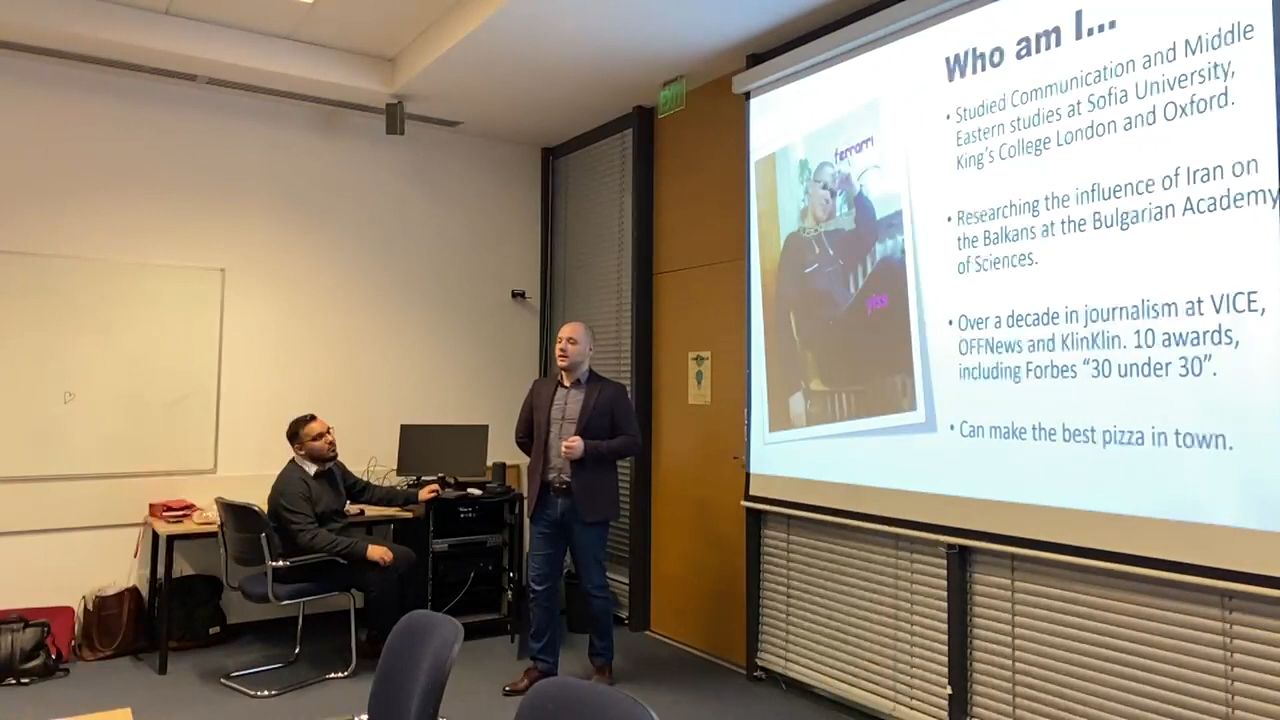 Who am I...
• Studied Communication and Middle
Eastern studies at Sofia University,
King's College London and Oxford.
• Researching the influence of Iran on
the Balkans at the Bulgarian Academy
of Sciences.
• Over a decade in journalism at VICE,
OFFNews and KlinKlin. 10 awards,
including Forbes “30 under 30”.
• Can make the best pizza in town.
ferrarri